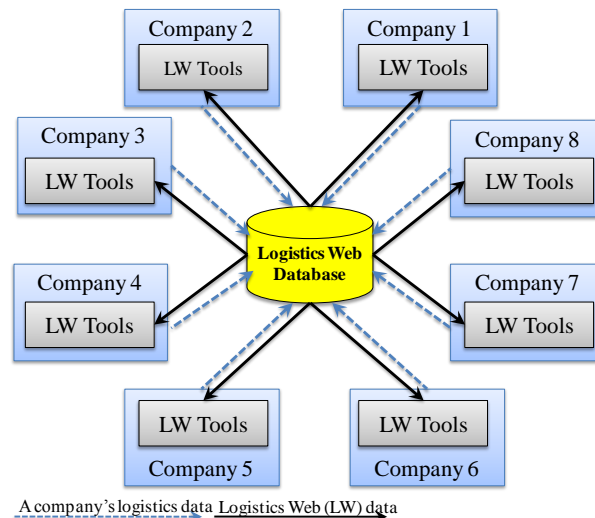 Company 2
LW Tools
Company 1
LW Tools
Company 3
LW Tools
Company 8
LW Tools
Logistics Web
Database
Company 4
LW Tools
Company 7
LW Tools
LW Tools
Company 5
LW Tools
Company 6
A company's logistics data
Logistics Web (LW) data